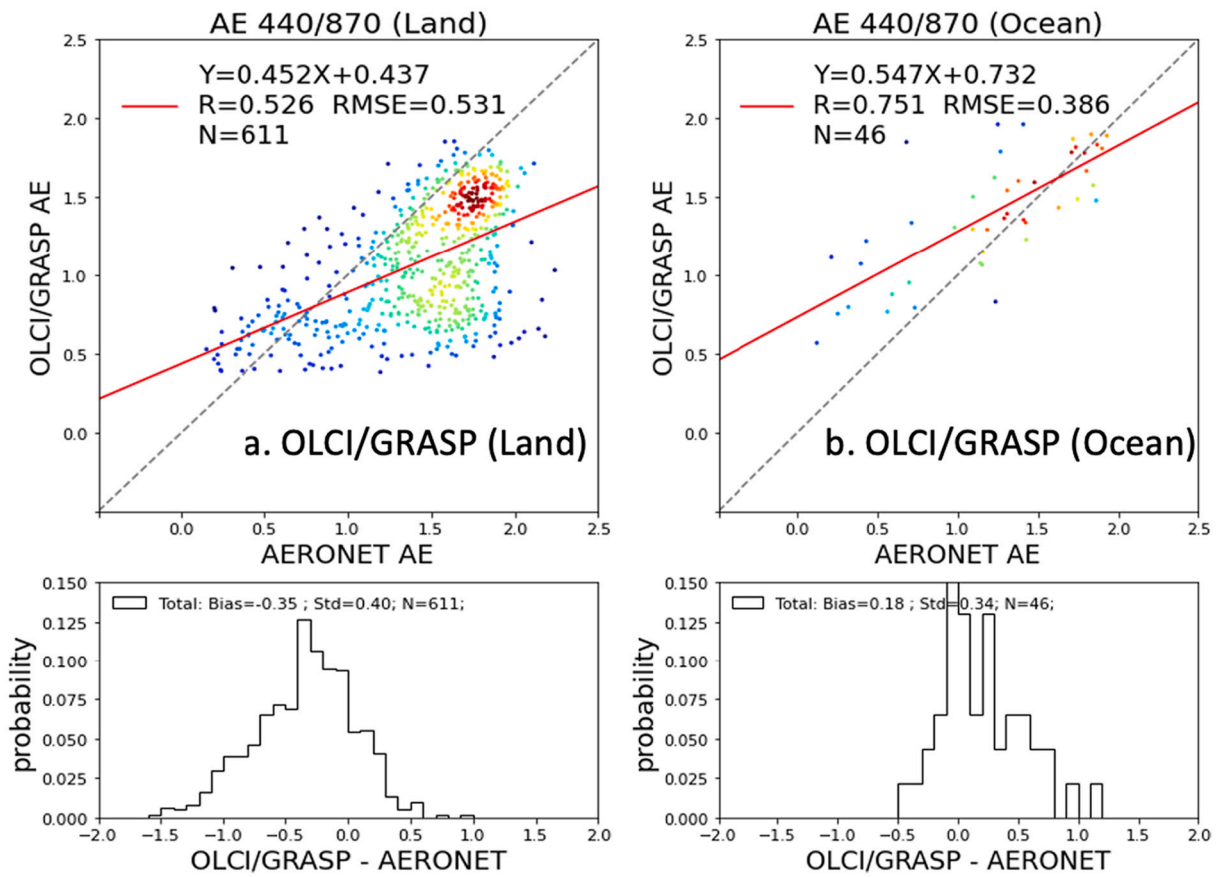 AE 440/870 (Land)
Y=0.452X+0.437
R=0.526 RMSE=0.531
N=611
OLCI/GRASP AE
2.5
2.0
1.5
1.0
0.5
0.0
a. OLCI/GRASP (Land)
0.0 0.5 1.0 1.5 2.0 2.5
AERONET AE
AE 440/870 (Ocean)
Y=0.547X+0.732
R=0.751 RMSE=0.386
N=46
OLCI/GRASP AE
2.5
2.0
1.5
1.0
0.5
0.0
b. OLCI/GRASP (Ocean)
0.0 0.5 1.0 1.5 2.0 2.5
AERONET AE
Total: Bias=-0.35 ; Std=0.40; N=611;
probability
0.150
0.125
0.100
0.075
0.050
0.025
0.000
−2.0 −1.5 −1.0 −0.5 0.0 0.5 1.0 1.5 2.0
OLCI/GRASP - AERONET
Total: Bias=0.18 ; Std=0.34; N=46;
probability
0.150
0.125
0.100
0.075
0.050
0.025
0.000
−2.0 −1.5 −1.0 −0.5 0.0 0.5 1.0 1.5 2.0
OLCI/GRASP - AERONET